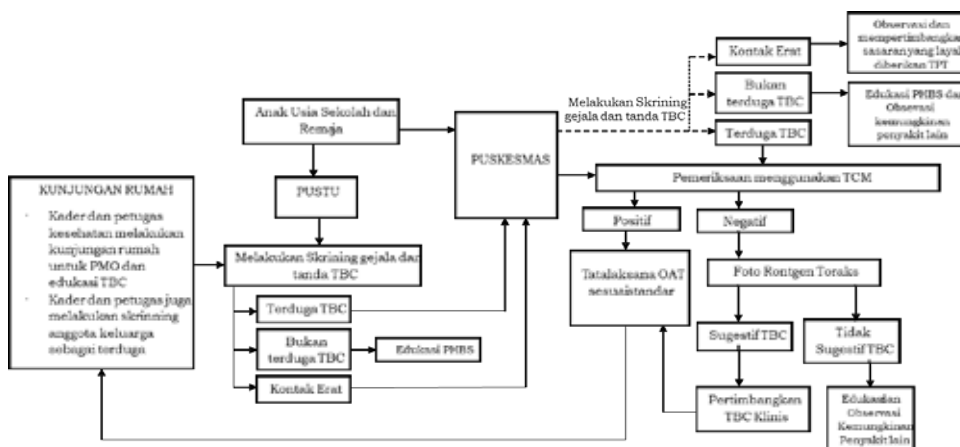 Observasi dan
mempertimbangkan
sasaran yang layak
diberikan TPT
Kontak Erat
Bukan
terduga TBC
Melakukan Skrining
gejala dan tanda TBC
Edukasi PHBS dan
Observasi
kemungkinan
penyakit lain
Anak Usia Sekolah dan
Remaja
Terduga TBC
PUSKESMAS
Pemeriksaan menggunakan TCM
PUSTU
KUNJUNGAN RUMAH
· Kader dan petugas
kesehatan melakukan
kunjungan rumah
untuk PMO dan
edukasi TBC
· Kader dan petugas juga
melakukan skrinning
anggota keluarga
sebagai terduga
Positif
Negatif
Melakukan Skrining gejala dan
tanda TBC
Tatalaksana OAT
sesuaistandar
Foto Rontgen Toraks
Terduga TBC
Sugestif TBC
Tidak
Sugestif TBC
Bukan
terduga TBC
Edukasi PHBS
Kontak Erat
Pertimbangkan
TBC Klinis
Edukasidan
Observasi
Kemungkinan
Penyakit lain